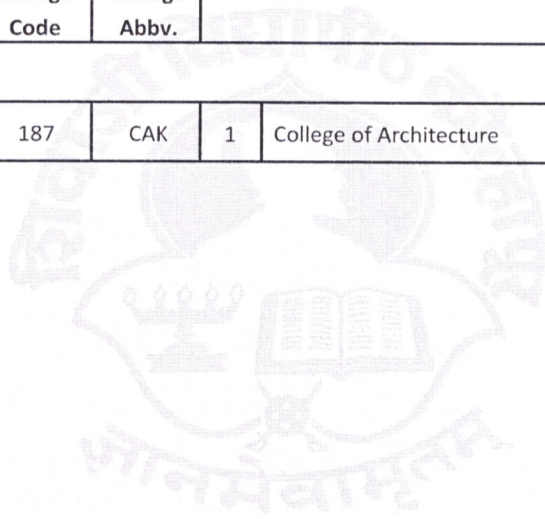 Code Abbv.
187 CAK 1 College of Architecture
शिवाजी विद्यापीठ कोल्हापूर
ज्ञानमेवामृतम्